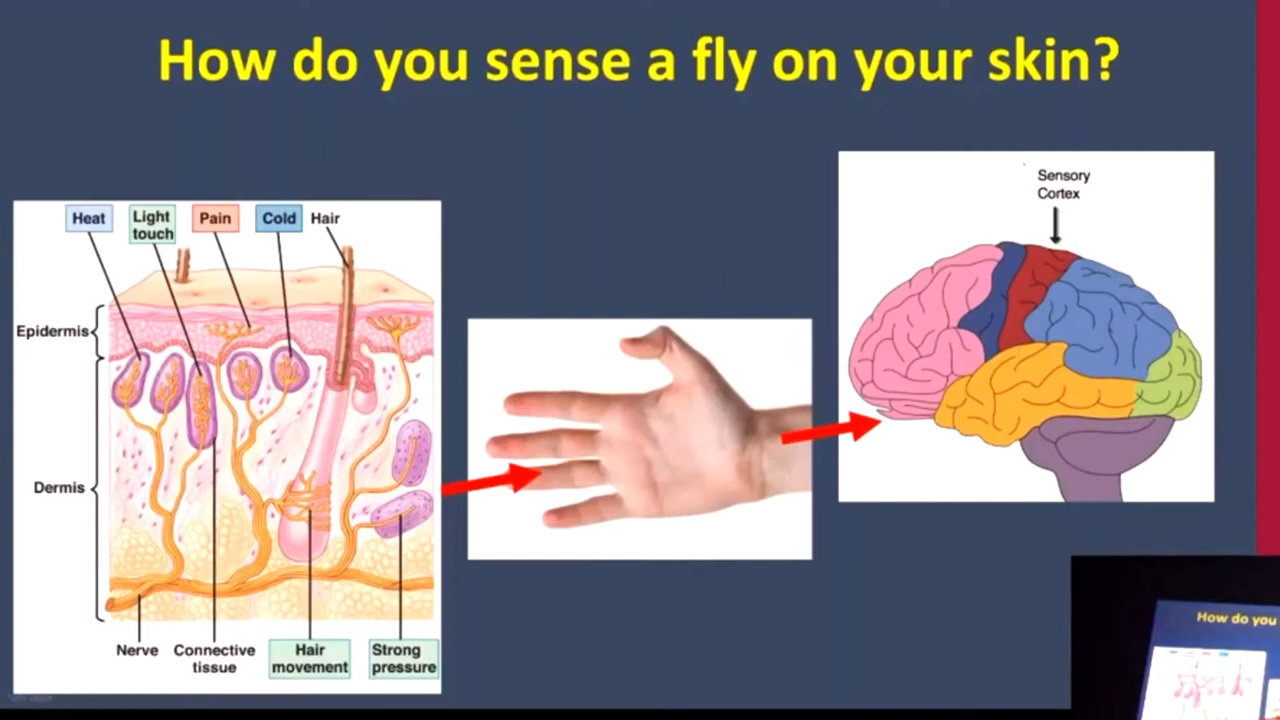 How do you sense a fly on your skin?
Heat
Light
touch
Pain
Cold
Hair
Epidermis
Dermis
Nerve
Connective
tissue
Hair
movement
Strong
pressure
Sensory
Cortex
How do you